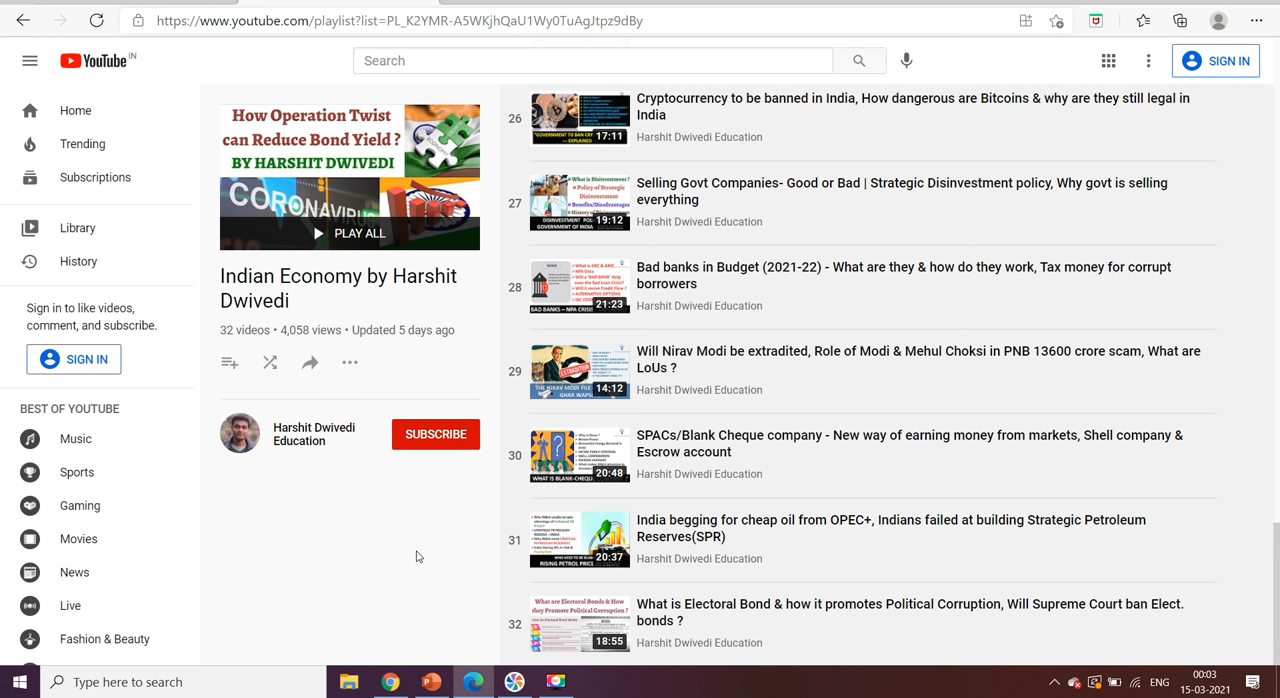 https://www.youtube.com/playlist?list=PL_K2YMR-A5WKjhQaU1Wy0TuAgJtpz9dBy
YouTube IN
Search
SIGN IN
Home
Trending
Subscriptions
Library
History
Sign in to like videos,
comment, and subscribe.
SIGN IN
BEST OF YOUTUBE
Music
Sports
Gaming
Movies
News
Live
Fashion & Beauty
How Operation Twist
can Reduce Bond Yield ?
BY HARSHIT DWIVEDI
ECONOMY
CORONAVIRUS
PLAY ALL
Indian Economy by Harshit
Dwivedi
32 videos • 4,058 views • Updated 5 days ago
Harshit Dwivedi
Education
SUBSCRIBE
26
17:11
Cryptocurrency to be banned in India, How dangerous are Bitcoins & why are they still legal in
India
Harshit Dwivedi Education
27
19:12
Selling Govt Companies- Good or Bad | Strategic Disinvestment policy, Why govt is selling
everything
Harshit Dwivedi Education
28
21:23
Bad banks in Budget (2021-22) - What are they & how do they work, Tax money for corrupt
borrowers
Harshit Dwivedi Education
29
14:12
Will Nirav Modi be extradited, Role of Modi & Mehul Choksi in PNB 13600 crore scam, What are
LoUs ?
Harshit Dwivedi Education
30
20:48
SPACs/Blank Cheque company - New way of earning money from markets, Shell company &
Escrow account
Harshit Dwivedi Education
31
20:37
India begging for cheap oil from OPEC+, Indians failed at building Strategic Petroleum
Reserves(SPR)
Harshit Dwivedi Education
32
What are Electoral Bonds & How
they Promote Political Corruption ?
18:55
What is Electoral Bond & how it promotes Political Corruption, Will Supreme Court ban Elect.
bonds ?
Harshit Dwivedi Education
Type here to search
ENG
00:03
15-03-2021